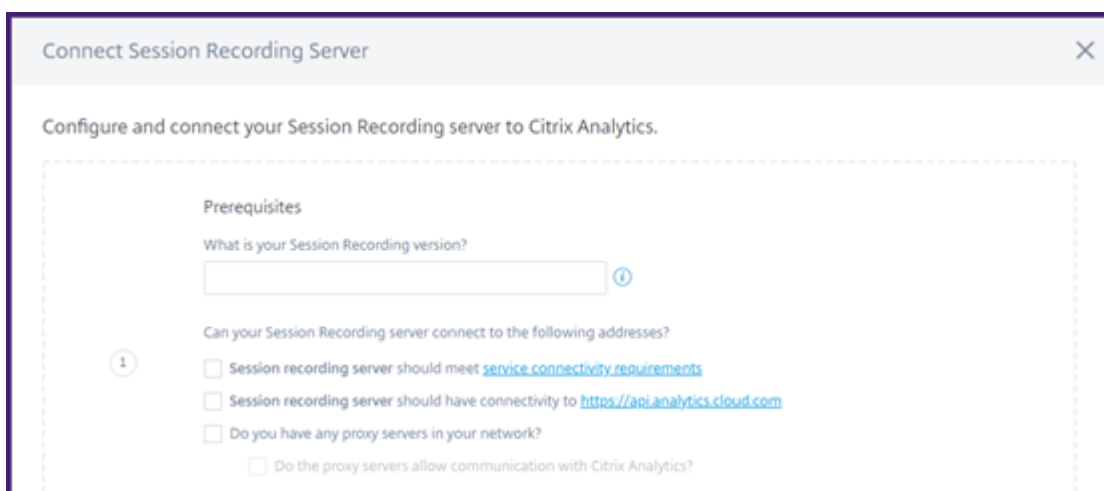 Connect Session Recording Server
Configure and connect your Session Recording server to Citrix Analytics.
Prerequisites
What is your Session Recording version?
Can your Session Recording server connect to the following addresses?
1
Session recording server should meet service connectivity requirements
Session recording server should have connectivity to https://api.analytics.cloud.com
Do you have any proxy servers in your network?
Do the proxy servers allow communication with Citrix Analytics?